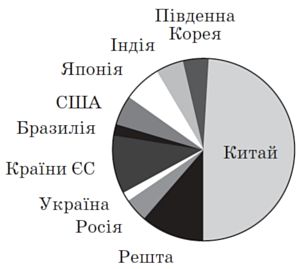 Південна
Корея
Індія
Японія
США
Бразилія
Країни ЄС
Україна
Росія
Решта
Китай